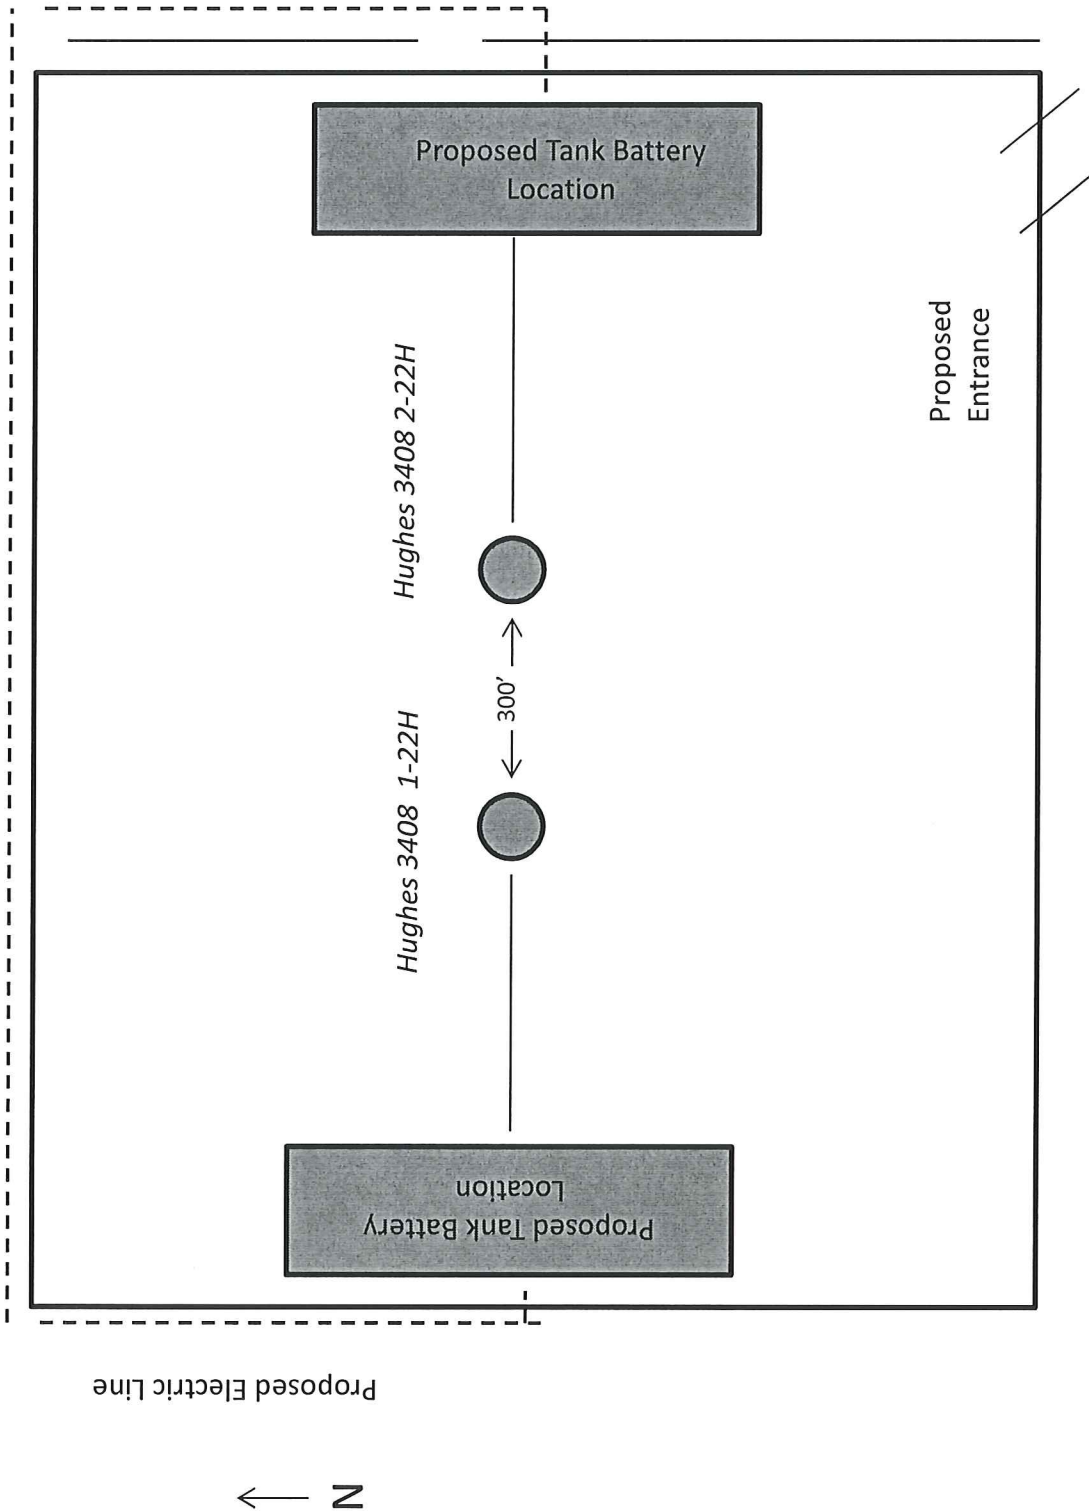 Proposed Tank Battery
Location
Hughes 3408 2-22H
Proposed
Entrance
300’
Hughes 3408 1-22H
Proposed Tank Battery
Location
Proposed Electric Line
N